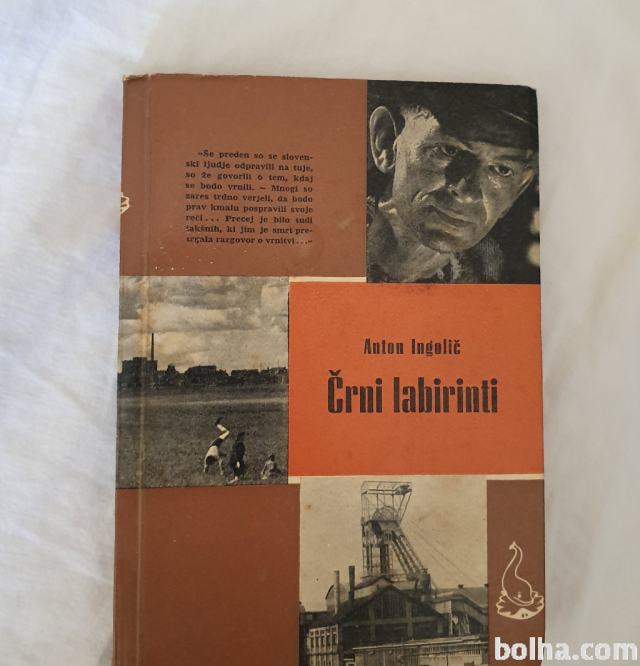 »Še preden so se sloven-
ski ljudje odpravili na tuje,
so že govorili o tem, kdaj
se bodo vrnili. — Mnogi so
zares trdno verjeli, da bodo
prav kmalu pospravili svoje
reči... Precej je bilo tudi
takšnih, ki jim je smrt pre-
trgala razgovor o vrnitvi...«
Anton Ingolič
Črni labirinti
bolha.com